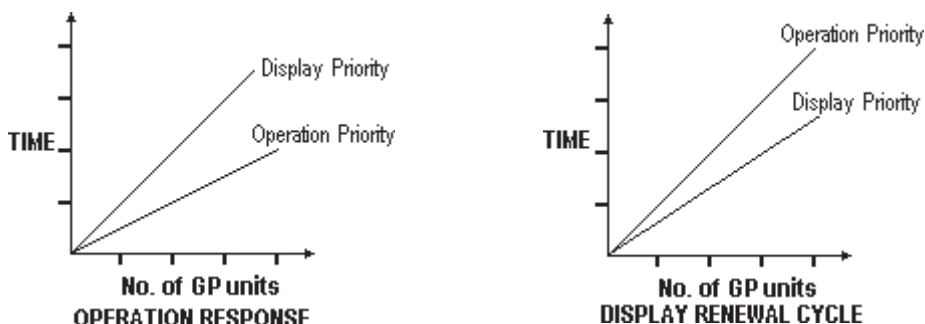 Display Priority
Operation Priority
TIME
No. of GP units
OPERATION RESPONSE
Operation Priority
Display Priority
TIME
No. of GP units
DISPLAY RENEWAL CYCLE